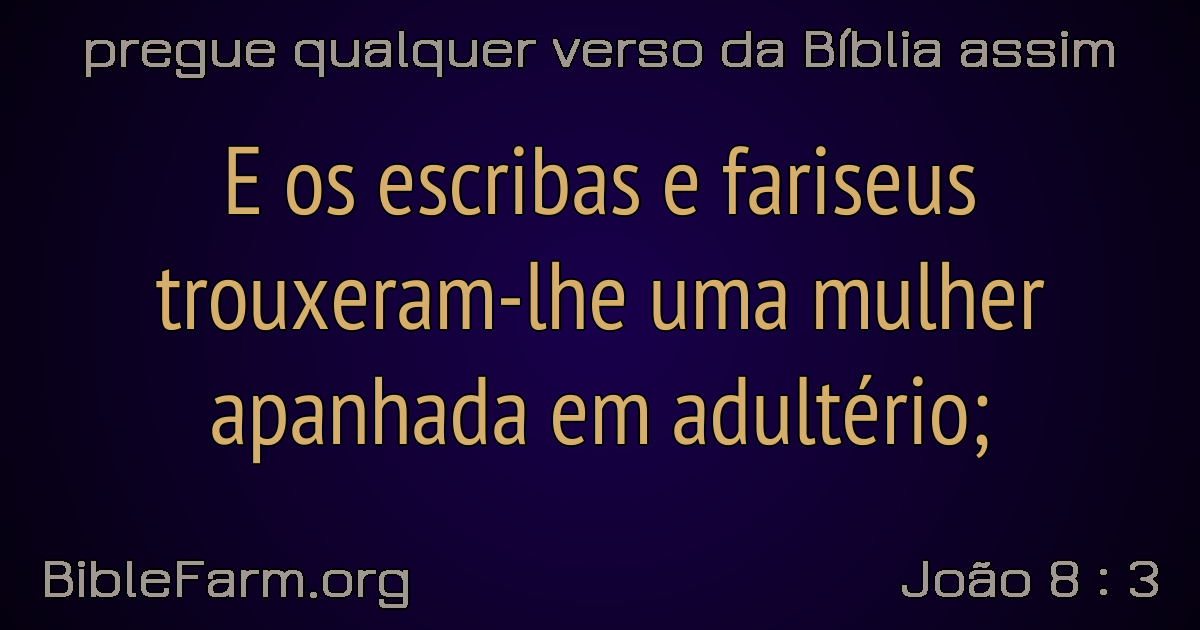 pregue qualquer verso da Bíblia assim
E os escribas e fariseus
trouxeram-lhe uma mulher
apanhada em adultério;
BibleFarm.org
João 8 : 3